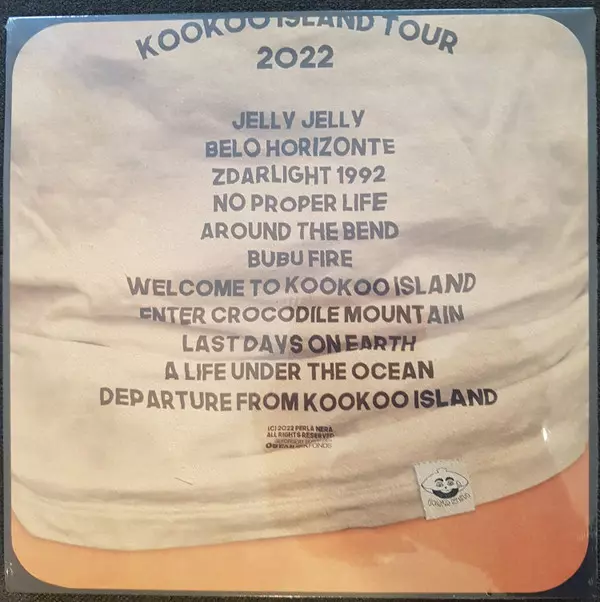 KOOKOO ISLAND TOUR
2022
JELLY JELLY
BELO HORIZONTE
ZDARLIGHT 1992
NO PROPER LIFE
AROUND THE BEND
BUBU FIRE
WELCOME TO KOOKOO ISLAND
ENTER CROCODILE MOUNTAIN
LAST DAYS ON EARTH
A LIFE UNDER THE OCEAN
DEPARTURE FROM KOOKOO ISLAND
(C) 2022 PERLA NERA
ALL RIGHTS RESERVED